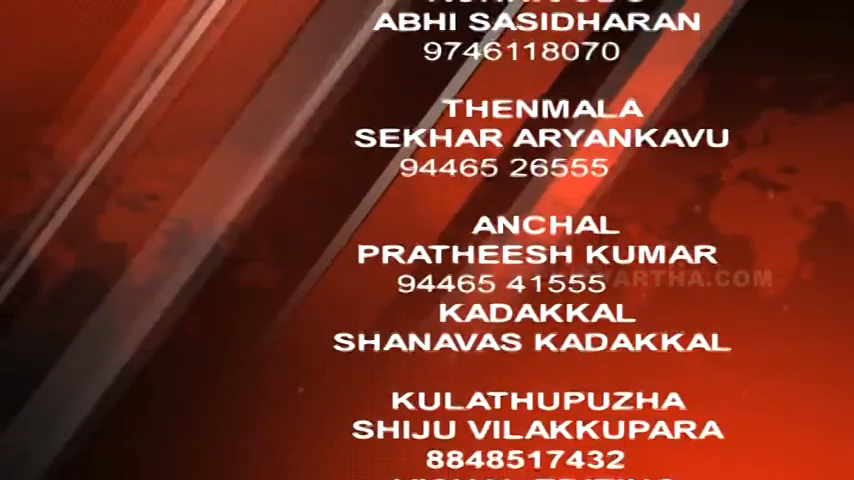 ABHI SASIDHARAN
9746118070
THENMALA
SEKHAR ARYANKAVU
94465 26555
ANCHAL
PRATHEESH KUMAR
94465 41555
KADAKKAL
SHANAVAS KADAKKAL
KULATHUPUZHA
SHIJU VILAKKUPARA
8848517432